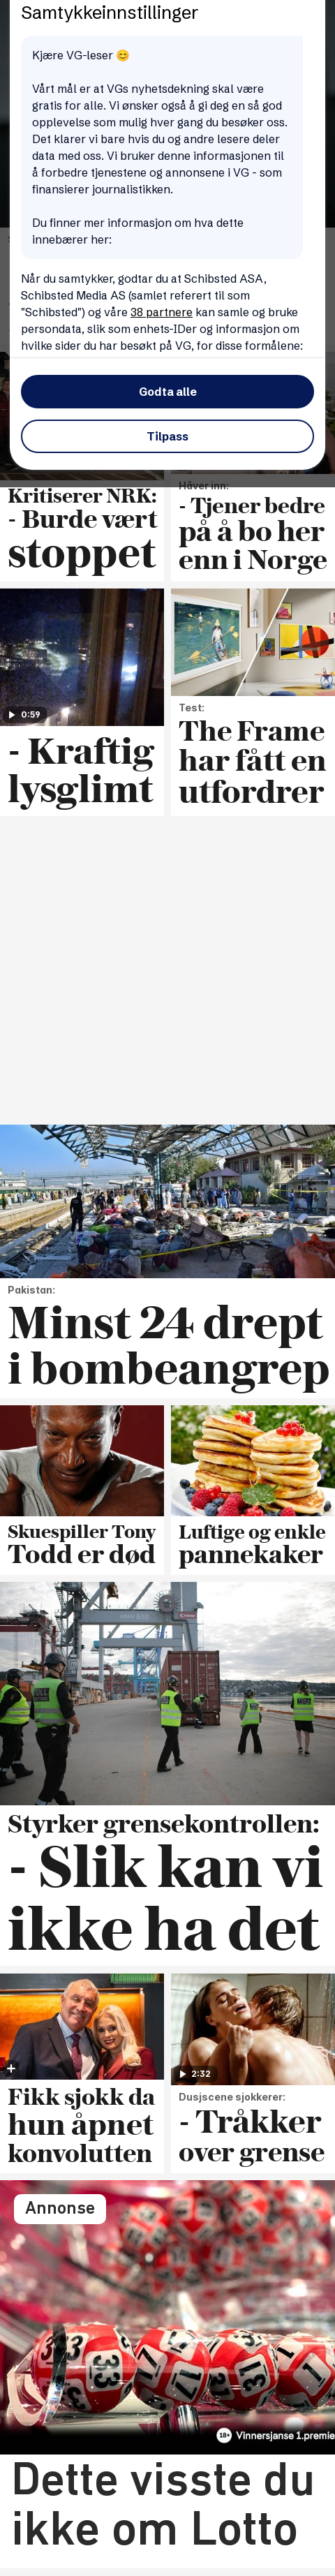 Samtykkeinnstillinger
Kjære VG-leser 😊
Vårt mål er at VGs nyhetsdekning skal være
gratis for alle. Vi ønsker også å gi deg en så god
opplevelse som mulig hver gang du besøker oss.
Det klarer vi bare hvis du og andre lesere deler
data med oss. Vi bruker denne informasjonen til
å forbedre tjenestene og annonsene i VG - som
finansierer journalistikken.
Du finner mer informasjon om hva dette
innebærer her:
Når du samtykker, godtar du at Schibsted ASA,
Schibsted Media AS (samlet referert til som
"Schibsted") og våre 38 partnere kan samle og bruke
persondata, slik som enhets-IDer og informasjon om
hvilke sider du har besøkt på VG, for disse formålene:
Godta alle
Tilpass
Kritiserer NRK:
- Burde vært
stoppet
Håver inn:
- Tjener bedre
på å bo her
enn i Norge
0:59
- Kraftig
lysglimt
Test:
The Frame
har fått en
utfordrer
Pakistan:
Minst 24 drept
i bombeangrep
Skuespiller Tony
Todd er død
Luftige og enkle
pannekaker
Styrker grensekontrollen:
- Slik kan vi
ikke ha det
Fikk sjokk da
hun åpnet
konvolutten
2:32
Dusjscene sjokkerer:
- Tråkker
over grense
Annonse
33
17
31
18+ Vinnersjanse 1.premie
Dette visste du
ikke om Lotto